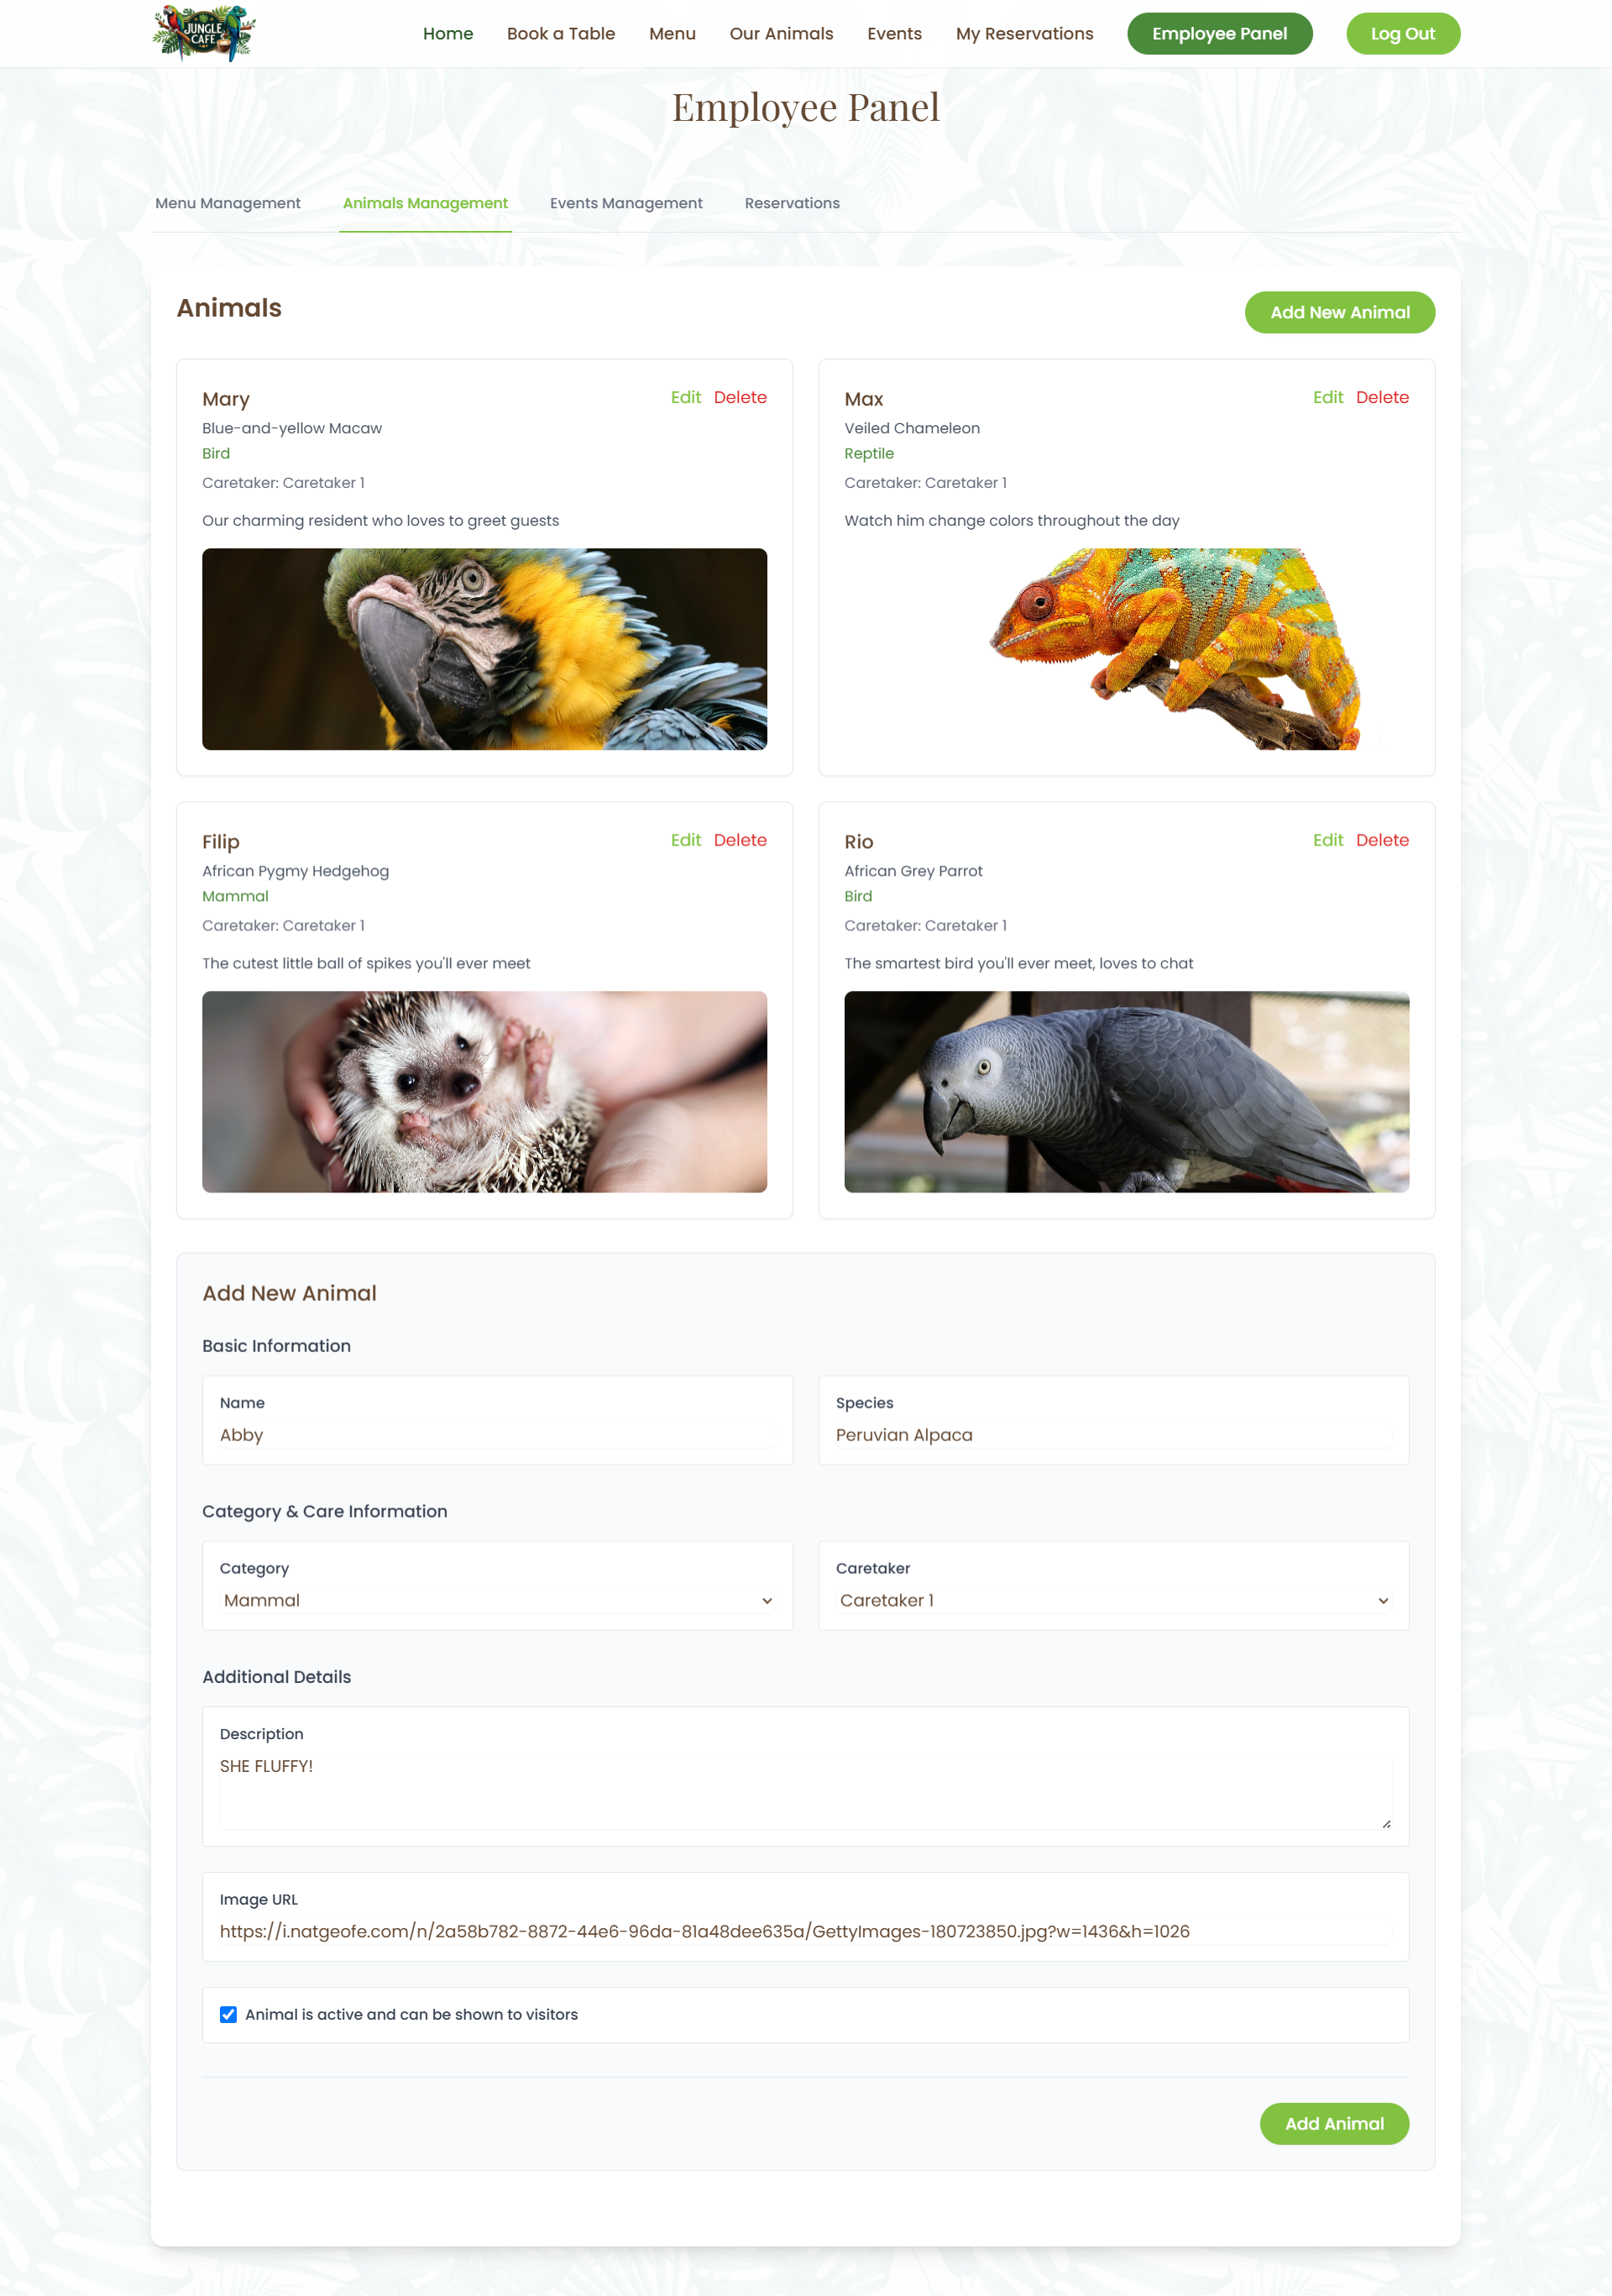 JUNGLE
CAFE
Home Book a Table Menu Our Animals Events My Reservations Employee Panel Log Out
Employee Panel
Menu Management Animals Management Events Management Reservations
Animals
Add New Animal
Mary
Edit Delete
Blue-and-yellow Macaw
Bird
Caretaker: Caretaker 1
Our charming resident who loves to greet guests
Max
Edit Delete
Veiled Chameleon
Reptile
Caretaker: Caretaker 1
Watch him change colors throughout the day
Filip
Edit Delete
African Pygmy Hedgehog
Mammal
Caretaker: Caretaker 1
The cutest little ball of spikes you'll ever meet
Rio
Edit Delete
African Grey Parrot
Bird
Caretaker: Caretaker 1
The smartest bird you'll ever meet, loves to chat
Add New Animal
Basic Information
Name
Abby
Species
Peruvian Alpaca
Category & Care Information
Category
Mammal
Caretaker
Caretaker 1
Additional Details
Description
SHE FLUFFY!
Image URL
https://i.natgeofe.com/n/2a58b782-8872-44e6-96da-81a48dee635a/GettyImages-180723850.jpg?w=1436&h=1026
Animal is active and can be shown to visitors
Add Animal